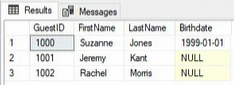 Results Messages
GuestID FirstName LastName Birthdate
1 1000 Suzanne Jones 1999-01-01
2 1001 Jeremy Kant NULL
3 1002 Rachel Morris NULL